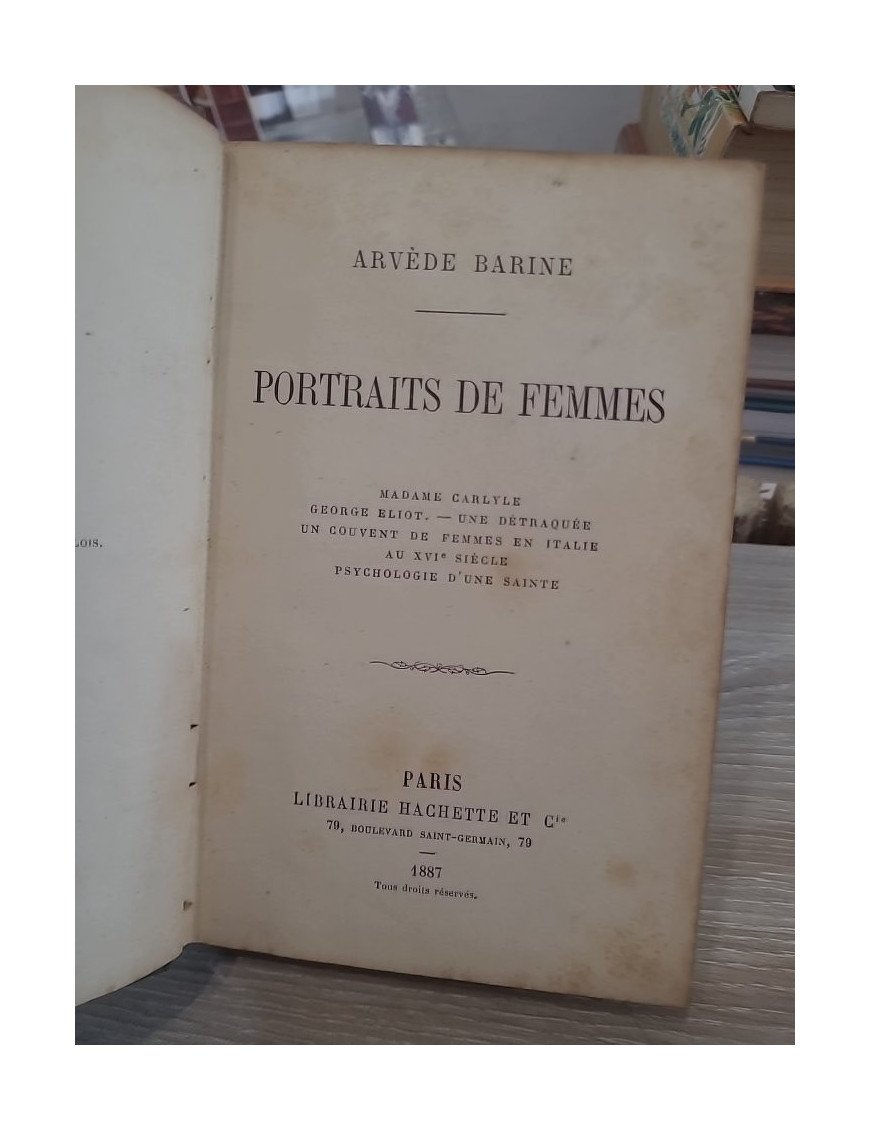 LOIS.
ARVÈDE BARINE
PORTRAITS DE FEMMES
MADAME CARLYLE
GEORGE ELIOT. — UNE DÉTRAQUÉE
UN COUVENT DE FEMMES EN ITALIE
AU XVIe SIÈCLE
PSYCHOLOGIE D'UNE SAINTE
PARIS
LIBRAIRIE HACHETTE ET Cie
79, BOULEVARD SAINT-GERMAIN, 79
1887
Tous droits réservés.